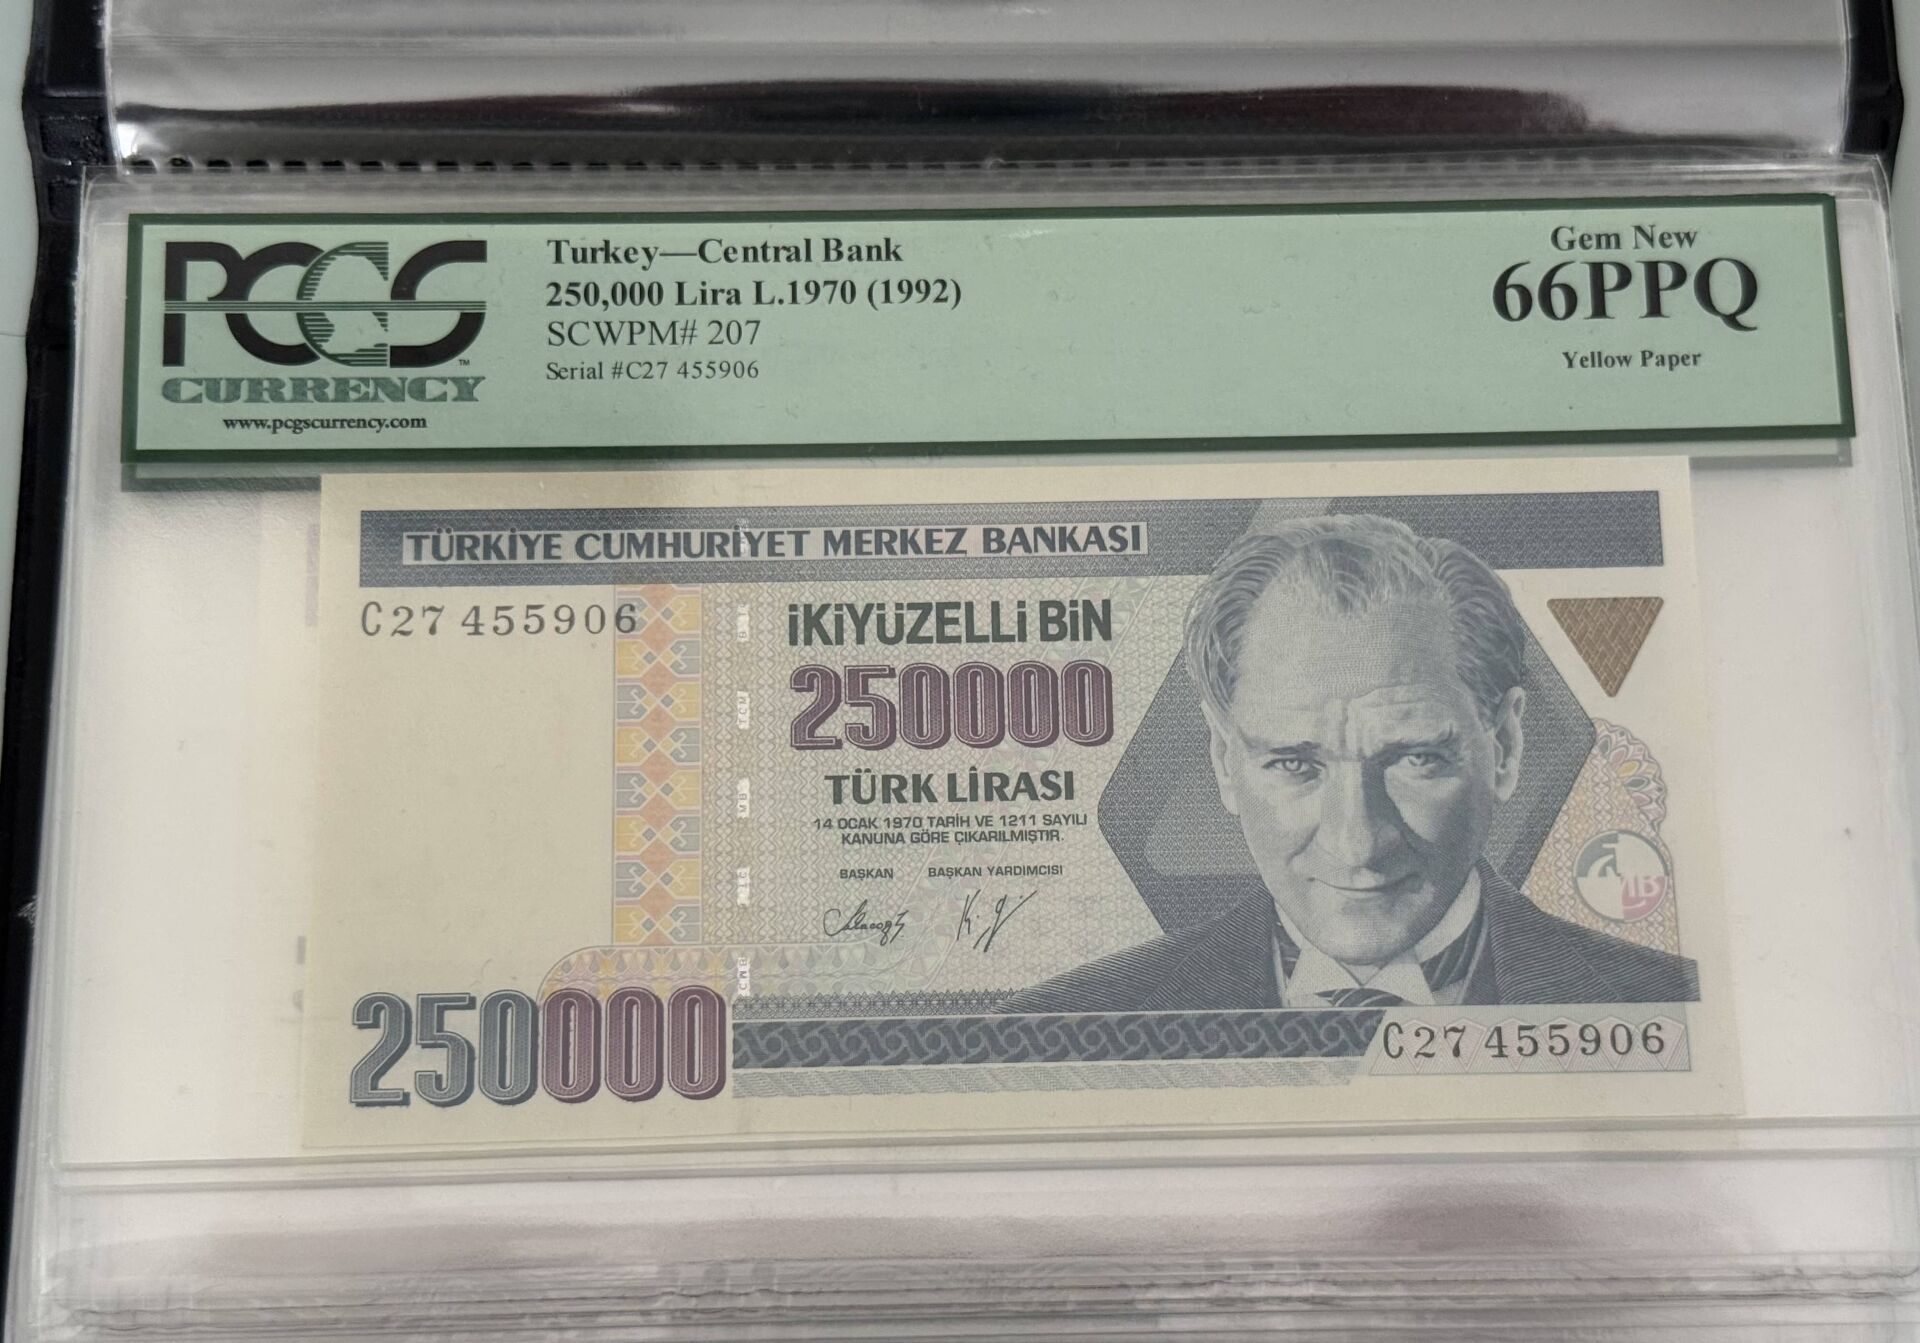 PCGS
CURRENCY
www.pcgscurrency.com
Turkey—Central Bank
250,000 Lira L.1970 (1992)
SCWPM# 207
Serial #C27 455906
Gem New
66PPQ
Yellow Paper
TÜRKİYE CUMHURİYET MERKEZ BANKASI
C27 455906
İKİYÜZELLİ BİN
250000
TÜRK LİRASI
14 OCAK 1970 TARİH VE 1211 SAYILI
KANUNA GÖRE ÇIKARILMIŞTIR.
BAŞKAN BAŞKAN YARDIMCISI
250000
C27 455906